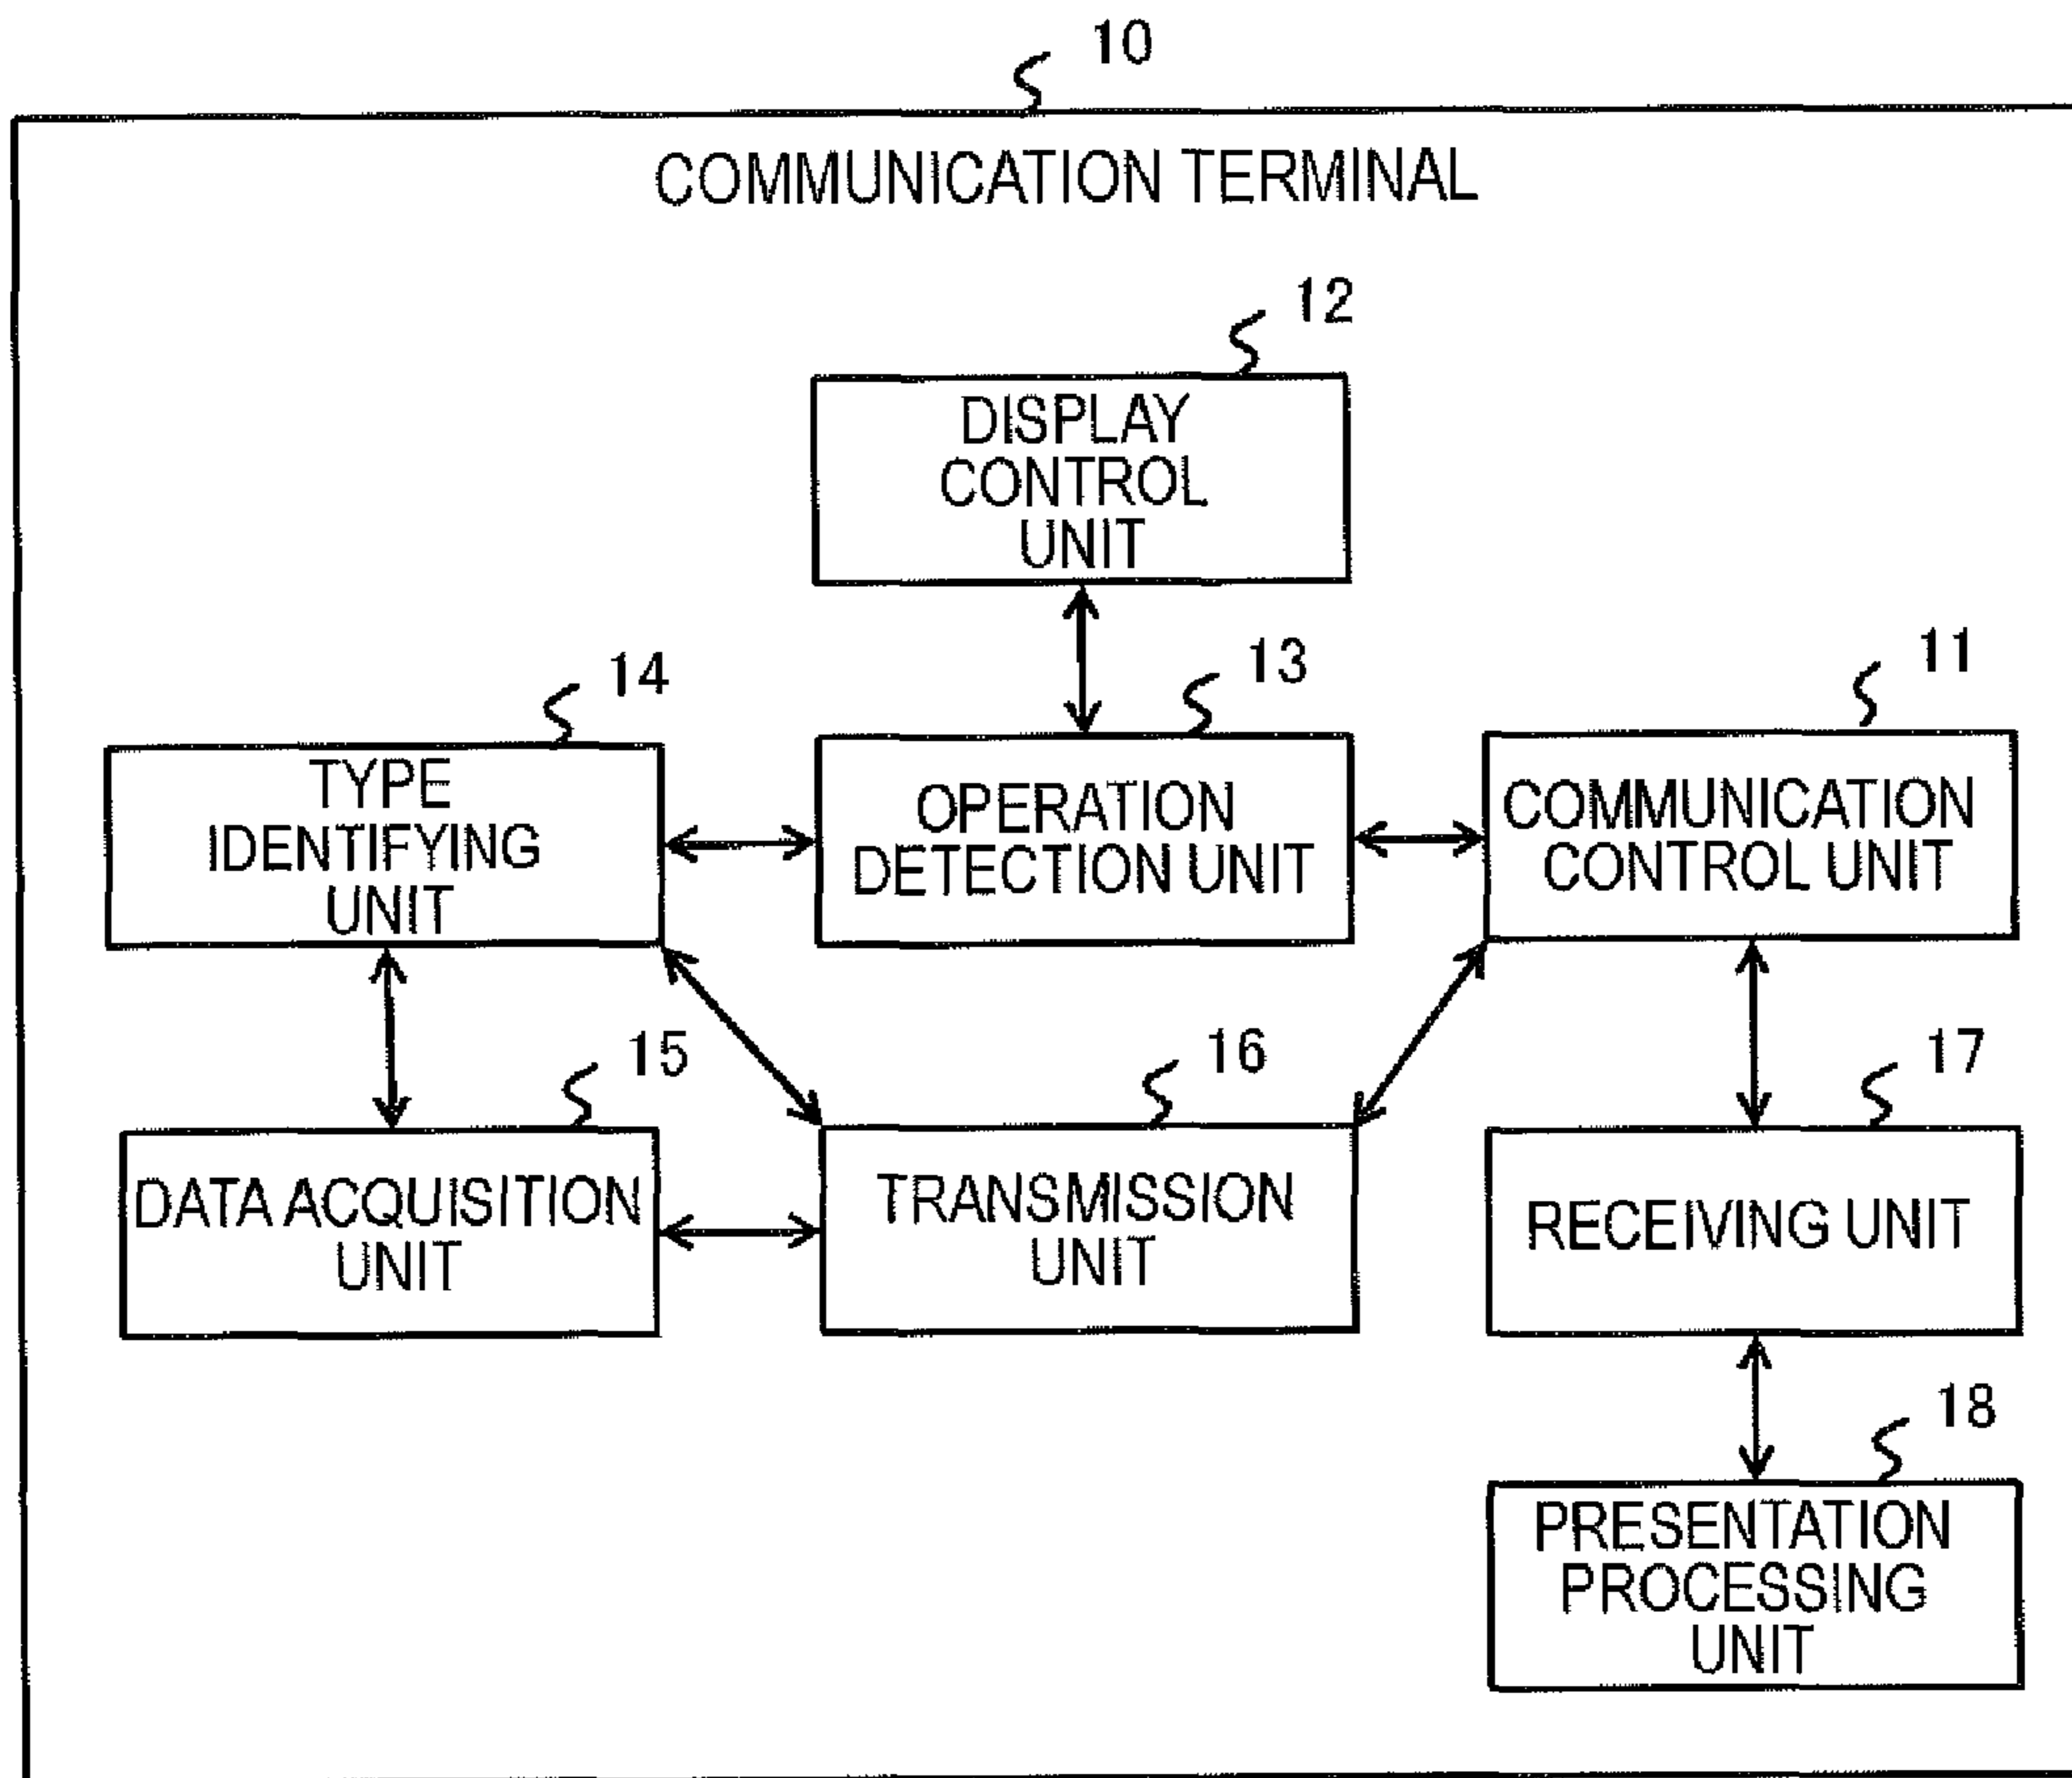 10
COMMUNICATION TERMINAL
12
DISPLAY
CONTROL
UNIT
14
TYPE
IDENTIFYING
UNIT
13
OPERATION
DETECTION UNIT
11
COMMUNICATION
CONTROL UNIT
15
DATA ACQUISITION
UNIT
16
TRANSMISSION
UNIT
17
RECEIVING UNIT
18
PRESENTATION
PROCESSING
UNIT